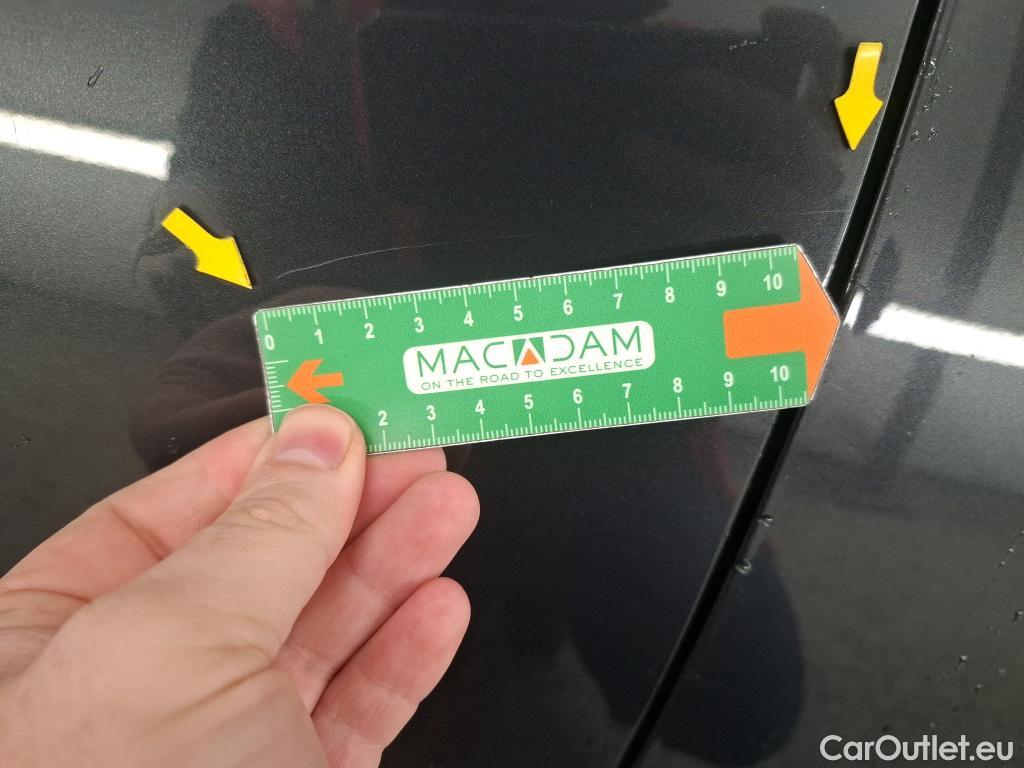 0 1 2 3 4 5 6 7 8 9 10
MACADAM
ON THE ROAD TO EXCELLENCE
2 3 4 5 6 7 8 9 10
CarOutlet.eu